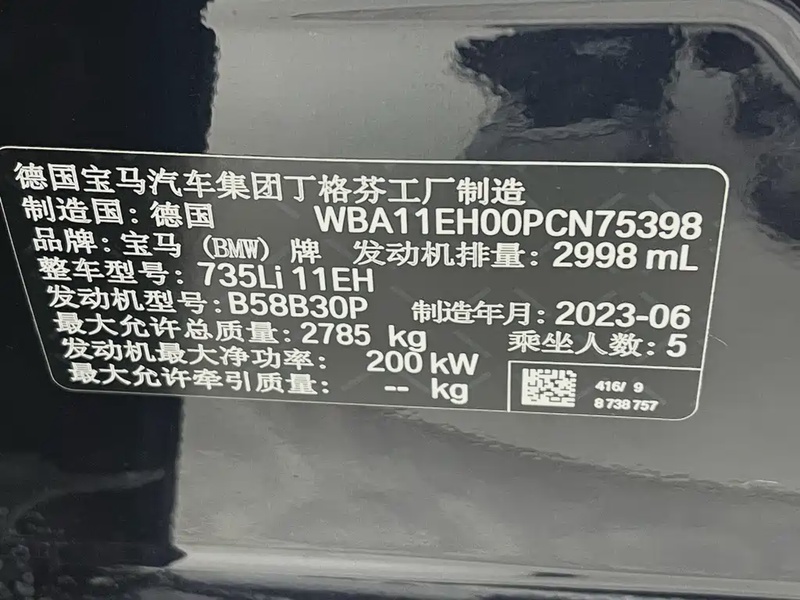 德国宝马汽车集团丁格芬工厂制造
制造国: 德国 WBA11EH00PCN75398
品牌: 宝马 (BMW) 牌 发动机排量: 2998 mL
整车型号: 735Li 11EH
发动机型号: B58B30P 制造年月: 2023-06
最大允许总质量: 2785 kg 乘坐人数: 5
发动机最大净功率: 200 kW
最大允许牵引质量: -- kg
416/ 9
8 738 757